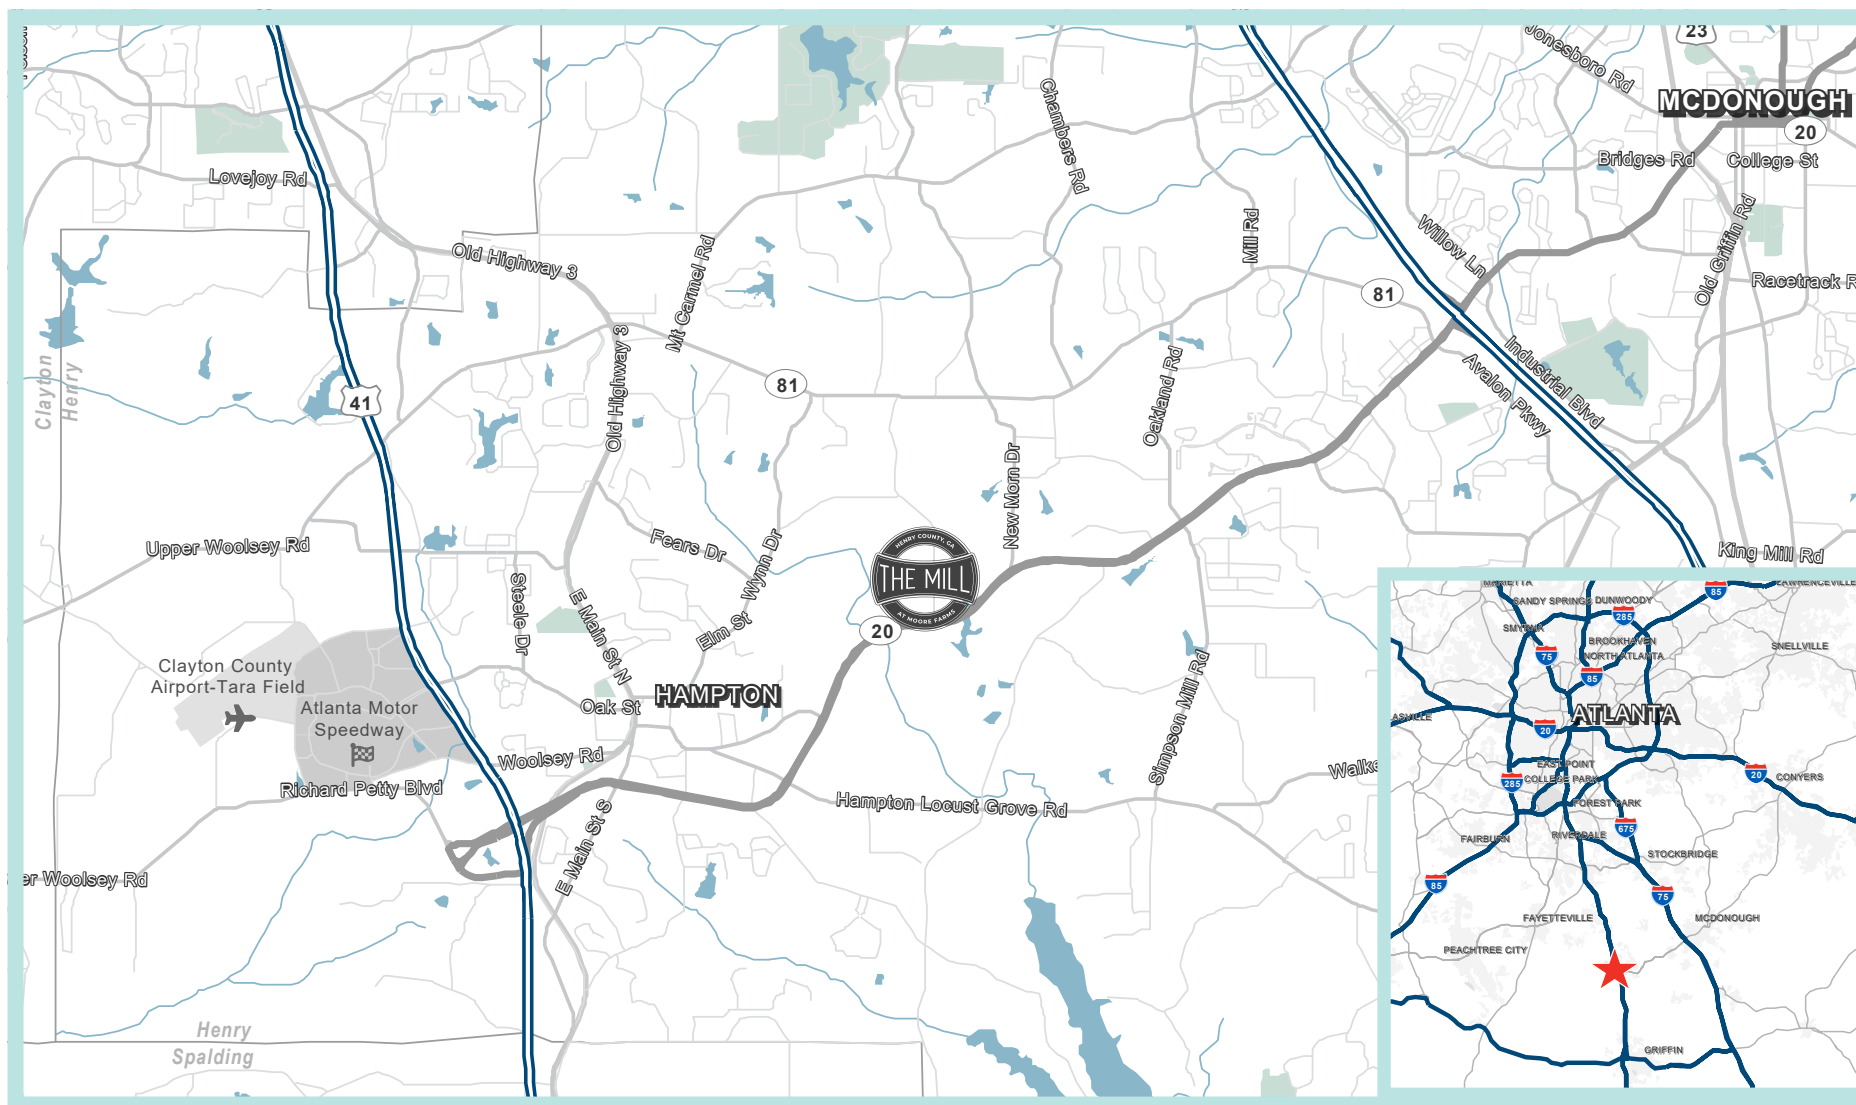 23
Jonesboro Rd
MCDONOUGH
20
Bridges Rd
College St
Chambers Rd
Lovejoy Rd
Old Highway 3
Mt Carmel Rd
Mill Rd
Willow Ln
Old Griffin Rd
Racetrack R
81
Clayton
Henry
41
Old Highway 3
81
Oakland Rd
Industrial Blvd
Avalon Pkwy
New Morn Dr
Upper Woolsey Rd
Fears Dr
Wynn Dr
HENRY COUNTY, GA
THE MILL
AT MOORE FARMS
King Mill Rd
Steele Dr
E Main St N
Elm St
20
Clayton County
Airport-Tara Field
Atlanta Motor
Speedway
HAMPTON
Oak St
Simpson Mill Rd
Woolsey Rd
Walke
Richard Petty Blvd
Hampton Locust Grove Rd
E Main St S
er Woolsey Rd
Henry
Spalding
MARIETTA
LAWRENCEVILLE
85
SANDY SPRINGS
DUNWOODY
285
SMYRNA
BROOKHAVEN
SNELLVILLE
75
NORTH ATLANTA
85
ASVILLE
ATLANTA
20
EAST POINT
20
CONYERS
285
COLLEGE PARK
FOREST PARK
675
FAIRBURN
RIVERDALE
STOCKBRIDGE
85
75
FAYETTEVILLE
MCDONOUGH
PEACHTREE CITY
GRIFFIN